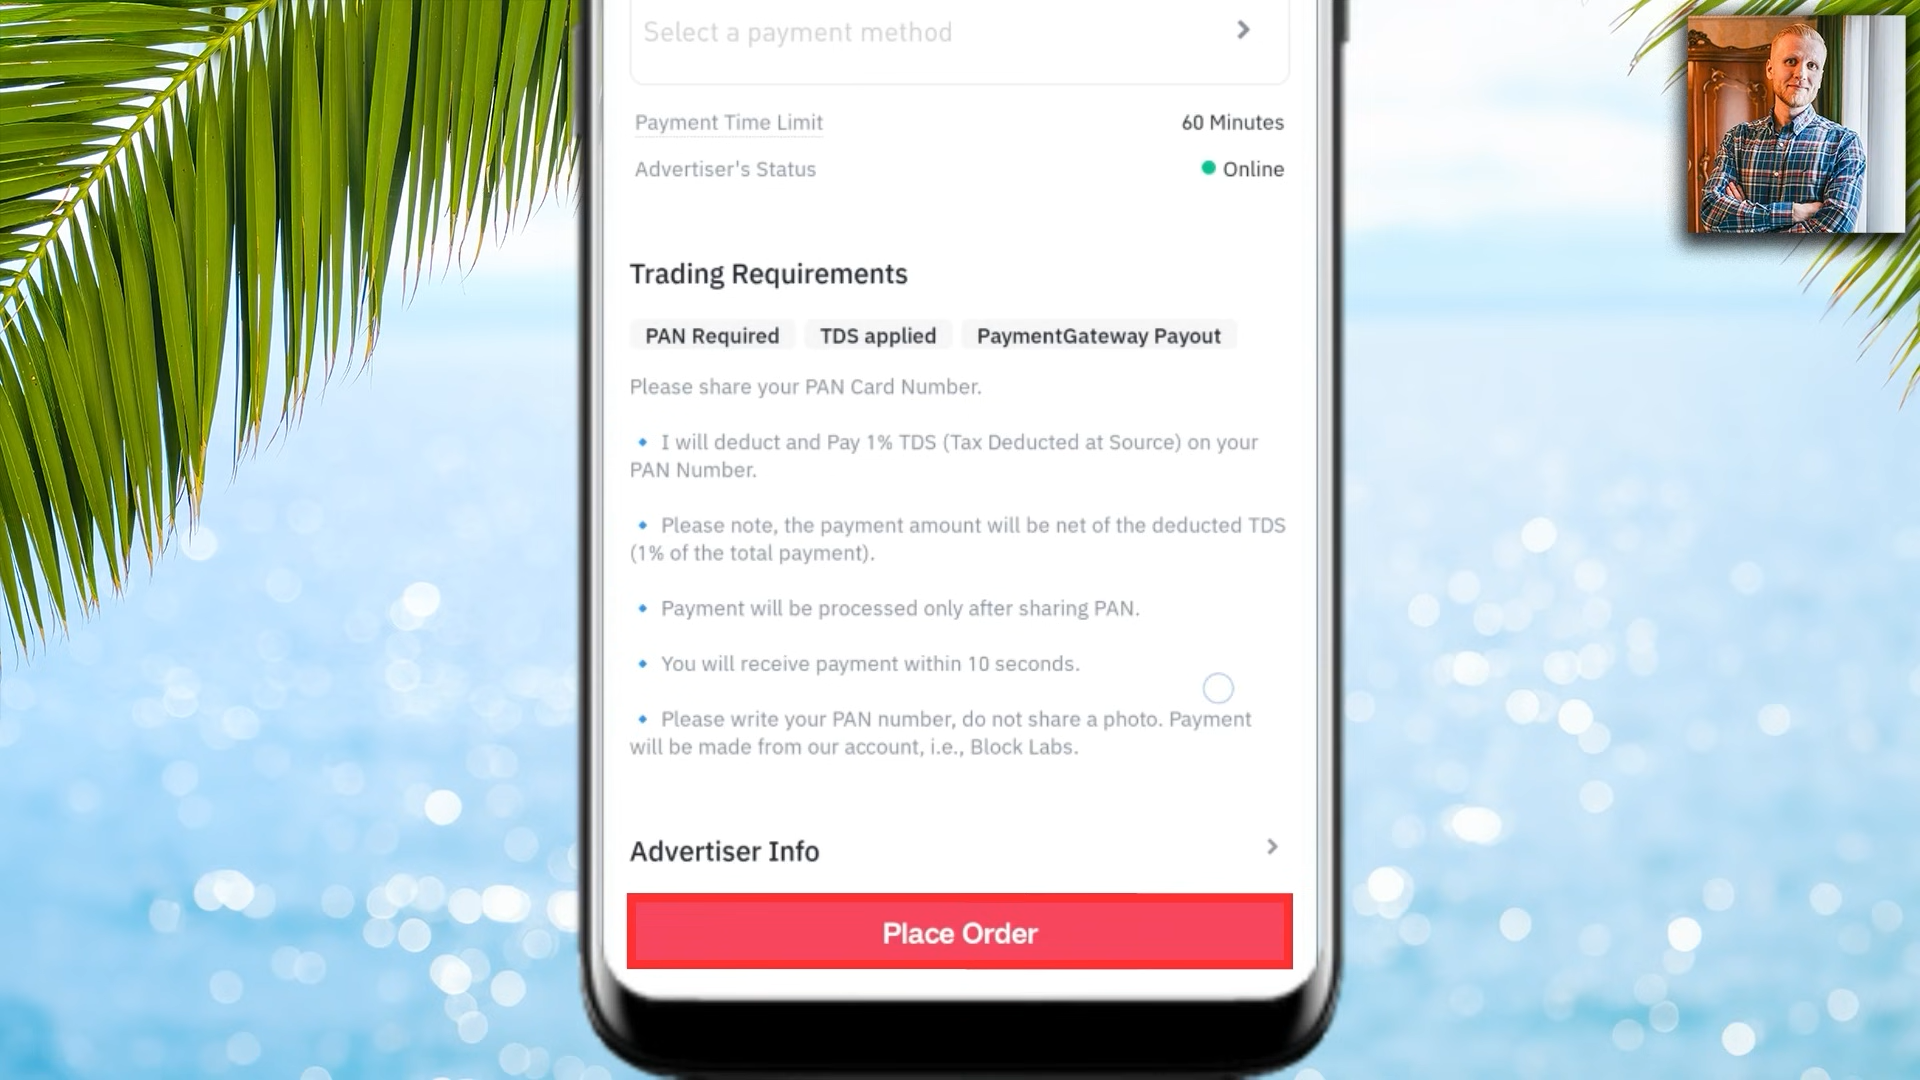 Select a payment method
Payment Time Limit 60 Minutes
Advertiser's Status Online
Trading Requirements
PAN Required TDS applied PaymentGateway Payout
Please share your PAN Card Number.
🔹 I will deduct and Pay 1% TDS (Tax Deducted at Source) on your
PAN Number.
🔹 Please note, the payment amount will be net of the deducted TDS
(1% of the total payment).
🔹 Payment will be processed only after sharing PAN.
🔹 You will receive payment within 10 seconds.
🔹 Please write your PAN number, do not share a photo. Payment
will be made from our account, i.e., Block Labs.
Advertiser Info
Place Order